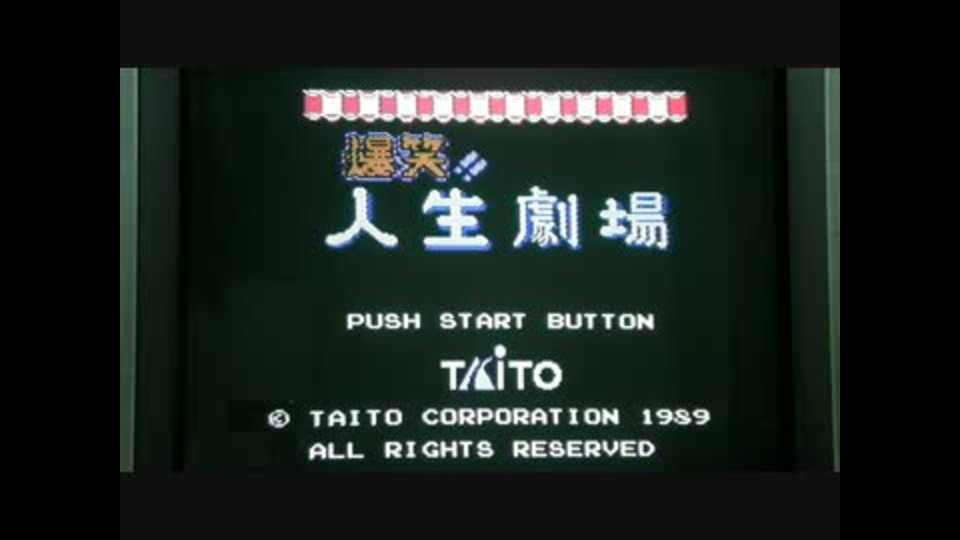 爆笑!!
人生劇場
PUSH START BUTTON
TAITO
© TAITO CORPORATION 1989
ALL RIGHTS RESERVED